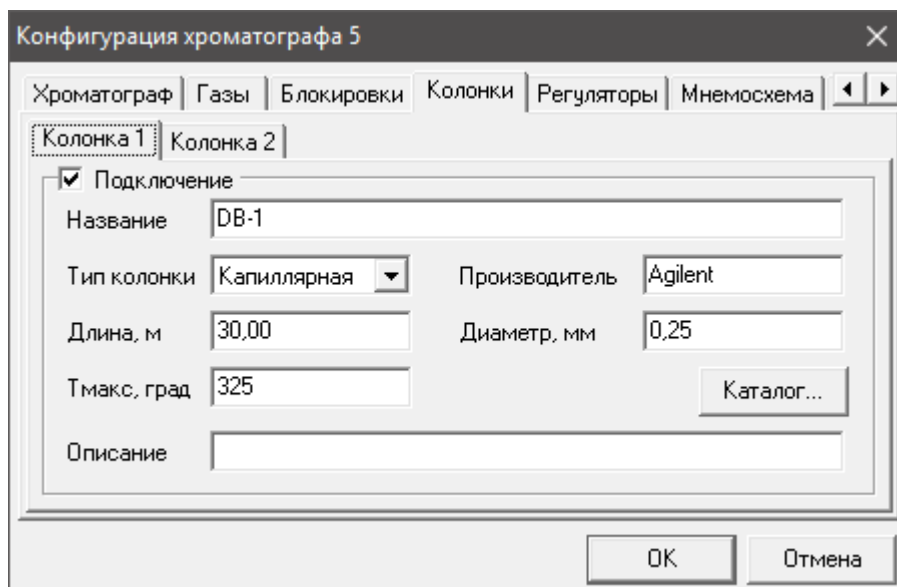 Конфигурация хроматографа 5
Хроматограф Газы Блокировки Колонки Регуляторы Мнемосхема
Колонка 1 Колонка 2
Подключение
Название DB-1
Тип колонки Капиллярная Производитель Agilent
Длина, м 30,00 Диаметр, мм 0,25
Тмакс, град 325 Каталог...
Описание
OK Отмена